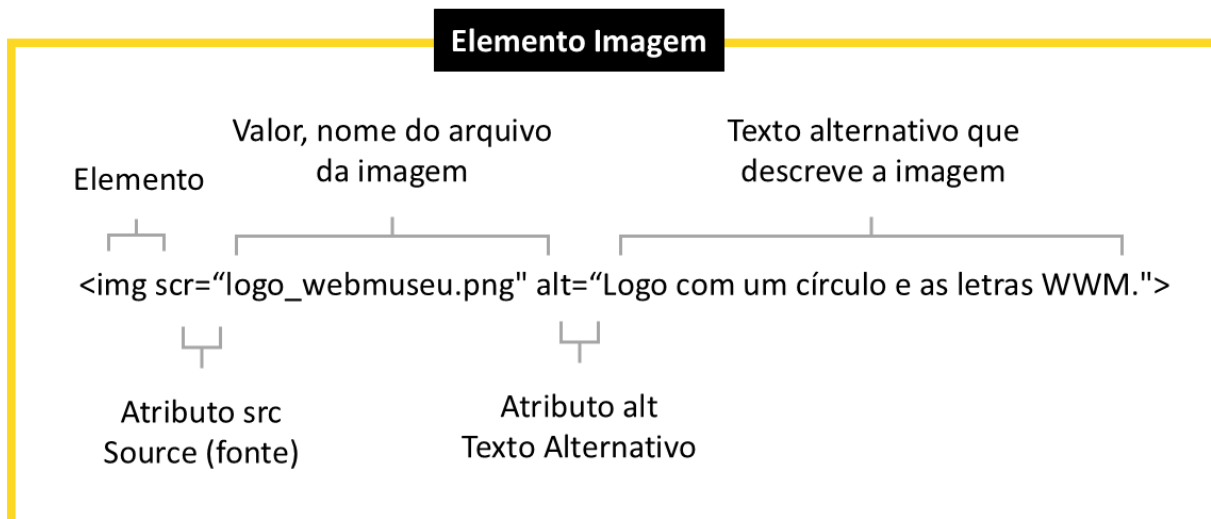 Elemento Imagem
Valor, nome do arquivo
da imagem
Texto alternativo que
descreve a imagem
Elemento
<img scr=“logo_webmuseu.png" alt=“Logo com um círculo e as letras WWM.">
Atributo src
Source (fonte)
Atributo alt
Texto Alternativo